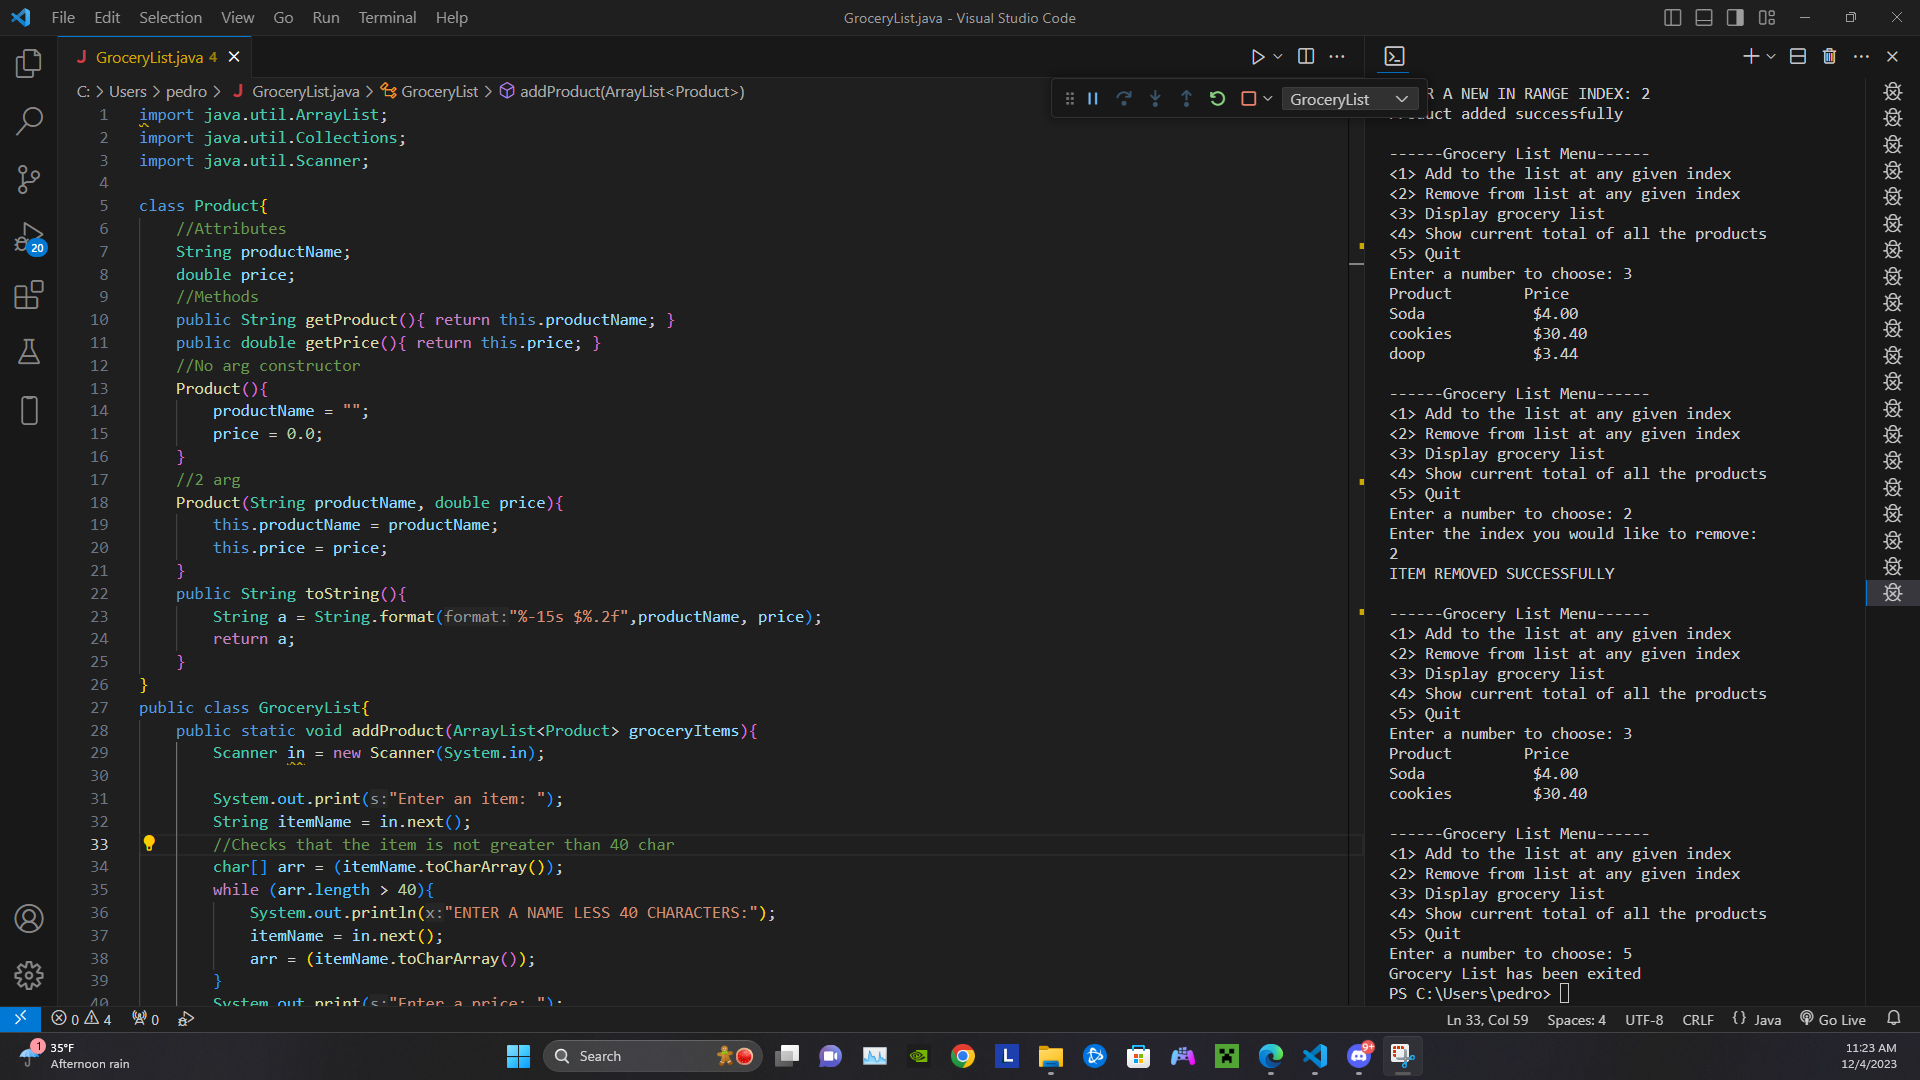 File Edit Selection View Go Run Terminal Help
GroceryList.java - Visual Studio Code
GroceryList.java 4
C: > Users > pedro > J GroceryList.java > GroceryList > addProduct(ArrayList<Product>)
GroceryList
1 import java.util.ArrayList;
2 import java.util.Collections;
3 import java.util.Scanner;
4
5 class Product{
6 //Attributes
7 String productName;
8 double price;
9 //Methods
10 public String getProduct(){ return this.productName; }
11 public double getPrice(){ return this.price; }
12 //No arg constructor
13 Product(){
14 productName = "";
15 price = 0.0;
16 }
17 //2 arg
18 Product(String productName, double price){
19 this.productName = productName;
20 this.price = price;
21 }
22 public String toString(){
23 String a = String.format(format:"%-15s $%.2f",productName, price);
24 return a;
25 }
26 }
27 public class GroceryList{
28 public static void addProduct(ArrayList<Product> groceryItems){
29 Scanner in = new Scanner(System.in);
30
31 System.out.print(s:"Enter an item: ");
32 String itemName = in.next();
33 //Checks that the item is not greater than 40 char
34 char[] arr = (itemName.toCharArray());
35 while (arr.length > 40){
36 System.out.println(x:"ENTER A NAME LESS 40 CHARACTERS:");
37 itemName = in.next();
38 arr = (itemName.toCharArray());
39 }
40 System.out.print(s:"Enter a price: ");
20
R A NEW IN RANGE INDEX: 2
uct added successfully
------Grocery List Menu------
<1> Add to the list at any given index
<2> Remove from list at any given index
<3> Display grocery list
<4> Show current total of all the products
<5> Quit
Enter a number to choose: 3
Product Price
Soda $4.00
cookies $30.40
doop $3.44
------Grocery List Menu------
<1> Add to the list at any given index
<2> Remove from list at any given index
<3> Display grocery list
<4> Show current total of all the products
<5> Quit
Enter a number to choose: 2
Enter the index you would like to remove:
2
ITEM REMOVED SUCCESSFULLY
------Grocery List Menu------
<1> Add to the list at any given index
<2> Remove from list at any given index
<3> Display grocery list
<4> Show current total of all the products
<5> Quit
Enter a number to choose: 3
Product Price
Soda $4.00
cookies $30.40
------Grocery List Menu------
<1> Add to the list at any given index
<2> Remove from list at any given index
<3> Display grocery list
<4> Show current total of all the products
<5> Quit
Enter a number to choose: 5
Grocery List has been exited
PS C:\Users\pedro>
0 4 0
Ln 33, Col 59 Spaces: 4 UTF-8 CRLF {} Java Go Live
1
35°F
Afternoon rain
Search
L
9+
11:23 AM
12/4/2023